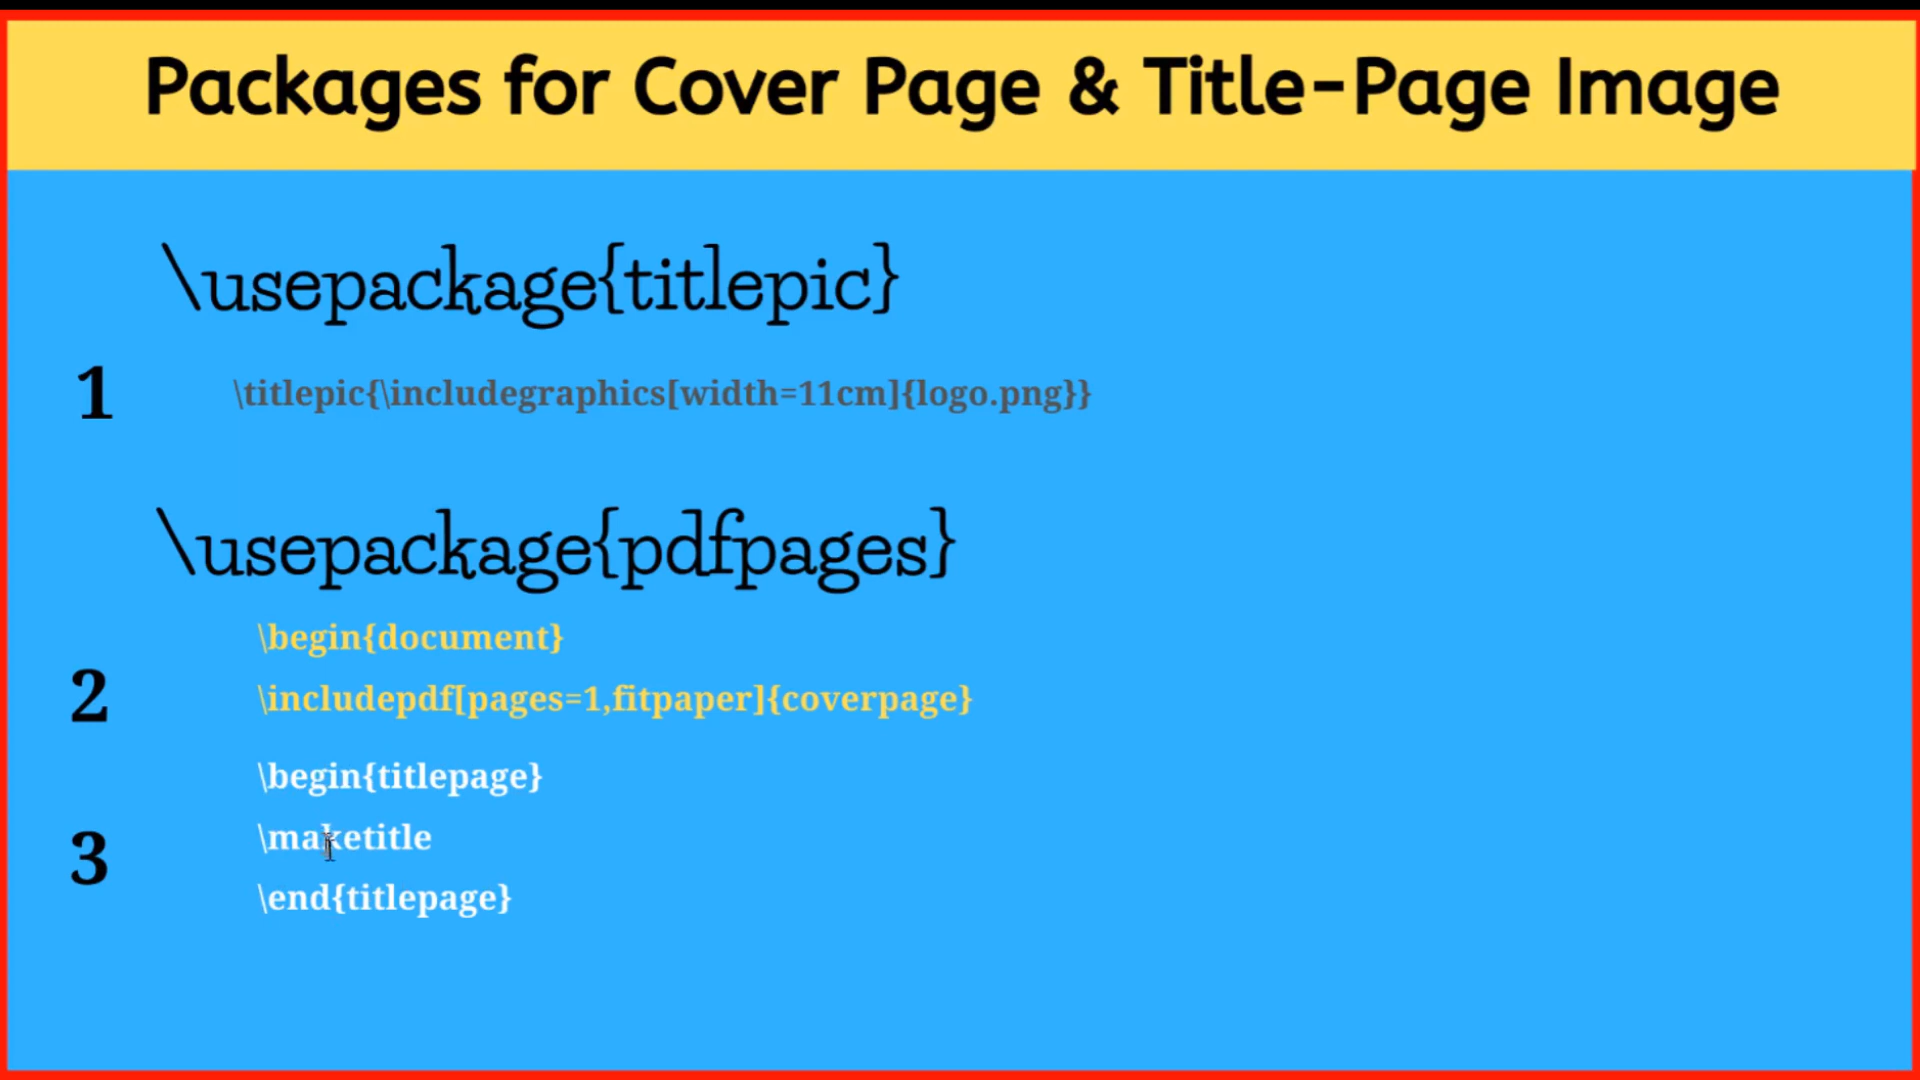 Packages for Cover Page & Title-Page Image
\usepackage{titlepic}
1
\titlepic{\includegraphics[width=11cm]{logo.png}}
\usepackage{pdfpages}
\begin{document}
2
\includepdf[pages=1,fitpaper]{coverpage}
\begin{titlepage}
3
\maketitle
\end{titlepage}